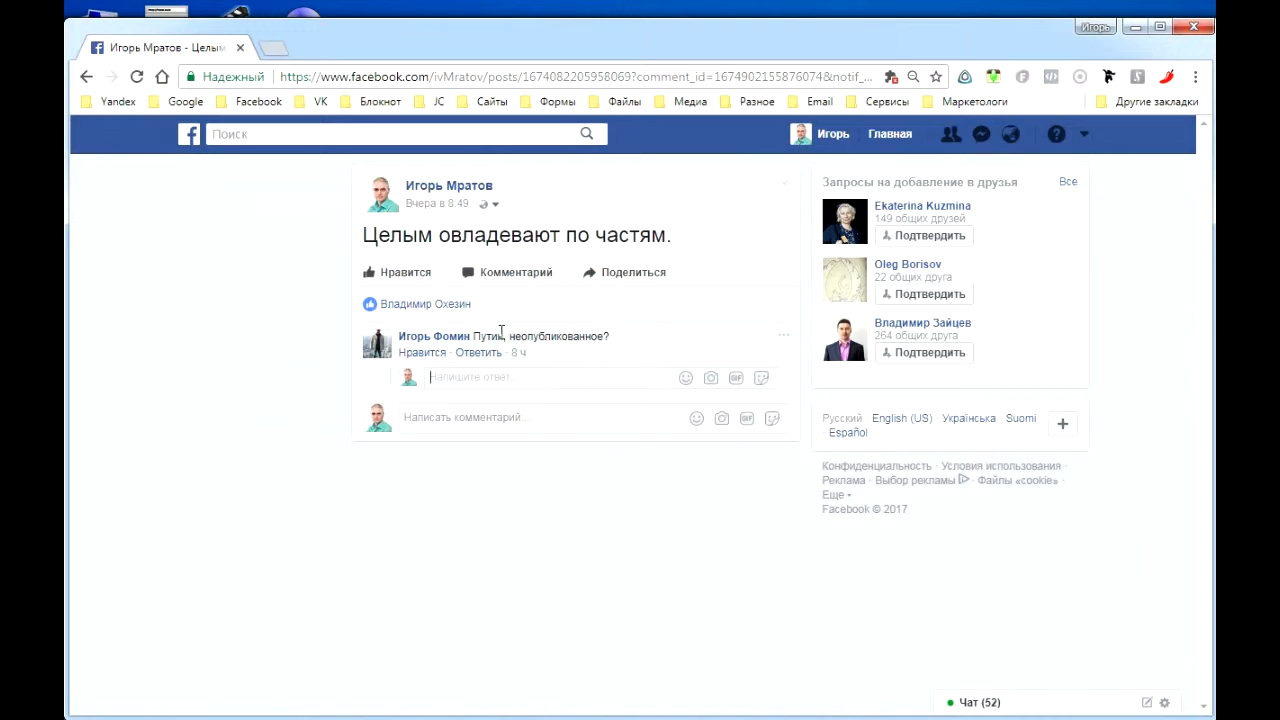 Игорь
Игорь Мратов - Целым
Надежный https://www.facebook.com/ivMratov/posts/1674082205958009?comment_id=1674902155876074&notif_...
Yandex Google Facebook VK Блокнот JC Сайты Формы Файлы Медиа Разное Email Сервисы Маркетологи Другие закладки
Поиск Игорь Главная
Игорь Мратов
Вчера в 8:49
Целым овладевают по частям.
Нравится Комментарий Поделиться
Владимир Охезин
Игорь Фомин Путин, неопубликованное?
Нравится · Ответить · 8 ч
Напишите ответ
Написать комментарий...
Запросы на добавление в друзья Все
Ekaterina Kuzmina
149 общих друзей
Подтвердить
Oleg Borisov
22 общих друга
Подтвердить
Владимир Зайцев
264 общих друга
Подтвердить
Русский · English (US) · Українська · Suomi
· Español
Конфиденциальность · Условия использования ·
Реклама · Выбор рекламы · Файлы «cookie» ·
Еще
Facebook © 2017
Чат (52)